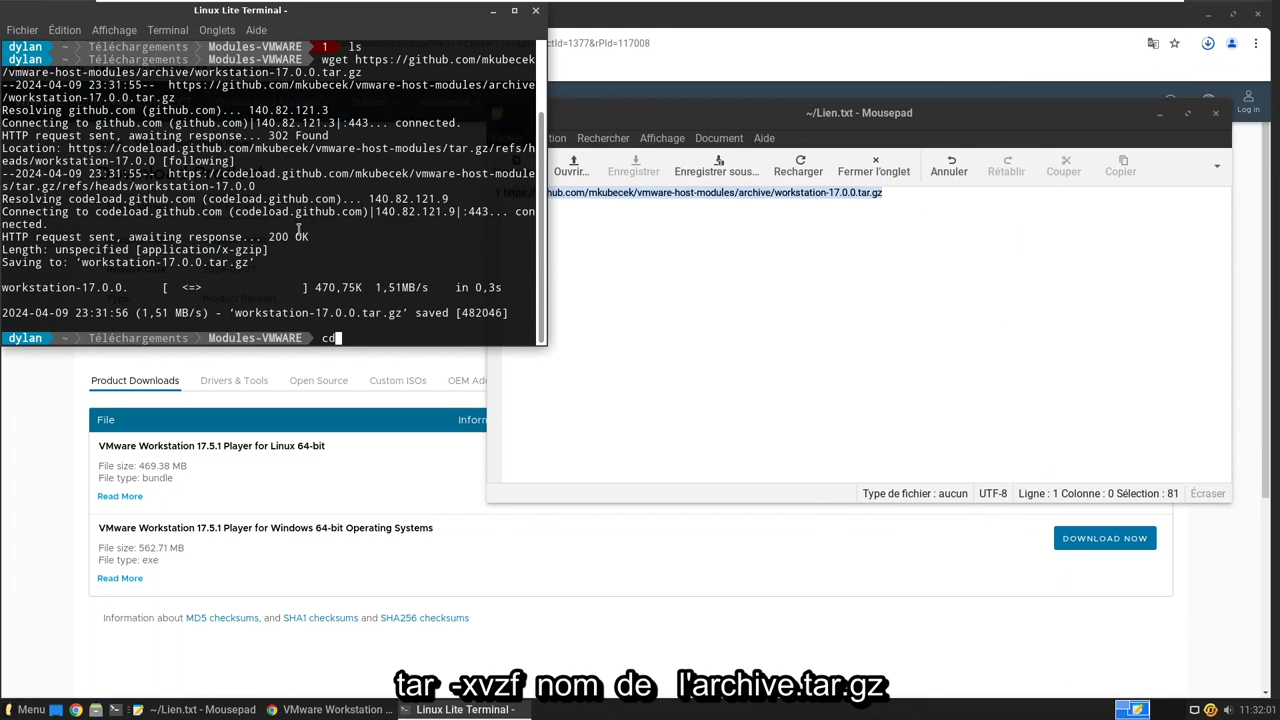 Linux Lite Terminal -
Fichier Édition Affichage Terminal Onglets Aide
dylan ~ Téléchargements Modules-VMWARE 1 ls
dylan ~ Téléchargements Modules-VMWARE wget https://github.com/mkubecek
/vmware-host-modules/archive/workstation-17.0.0.tar.gz
--2024-04-09 23:31:55-- https://github.com/mkubecek/vmware-host-modules/archive
/workstation-17.0.0.tar.gz
Resolving github.com (github.com)... 140.82.121.3
Connecting to github.com (github.com)|140.82.121.3|:443... connected.
HTTP request sent, awaiting response... 302 Found
Location: https://codeload.github.com/mkubecek/vmware-host-modules/tar.gz/refs/h
eads/workstation-17.0.0 [following]
--2024-04-09 23:31:55-- https://codeload.github.com/mkubecek/vmware-host-module
s/tar.gz/refs/heads/workstation-17.0.0
Resolving codeload.github.com (codeload.github.com)... 140.82.121.9
Connecting to codeload.github.com (codeload.github.com)|140.82.121.9|:443... con
nected.
HTTP request sent, awaiting response... 200 OK
Length: unspecified [application/x-gzip]
Saving to: ‘workstation-17.0.0.tar.gz’
workstation-17.0.0. [ <=> ] 470,75K 1,51MB/s in 0,3s
2024-04-09 23:31:56 (1,51 MB/s) - ‘workstation-17.0.0.tar.gz’ saved [482046]
dylan ~ Téléchargements Modules-VMWARE cd
ctId=1377&rPId=117008
Log in
~/Lien.txt - Mousepad
tion Rechercher Affichage Document Aide
Ouvrir... Enregistrer Enregistrer sous... Recharger Fermer l'onglet Annuler Rétablir Couper Copier
1 https://github.com/mkubecek/vmware-host-modules/archive/workstation-17.0.0.tar.gz
Type de fichier : aucun UTF-8 Ligne : 1 Colonne : 0 Sélection : 81 Écraser
Product Downloads Drivers & Tools Open Source Custom ISOs OEM Ad
File Inforn
VMware Workstation 17.5.1 Player for Linux 64-bit
File size: 469.38 MB
File type: bundle
Read More
VMware Workstation 17.5.1 Player for Windows 64-bit Operating Systems
File size: 562.71 MB
File type: exe
Read More
DOWNLOAD NOW
Information about MD5 checksums, and SHA1 checksums and SHA256 checksums
tar -xvzf nom de l'archive.tar.gz
Menu ~/Lien.txt - Mousepad VMware Workstation ... Linux Lite Terminal - 11:32:01